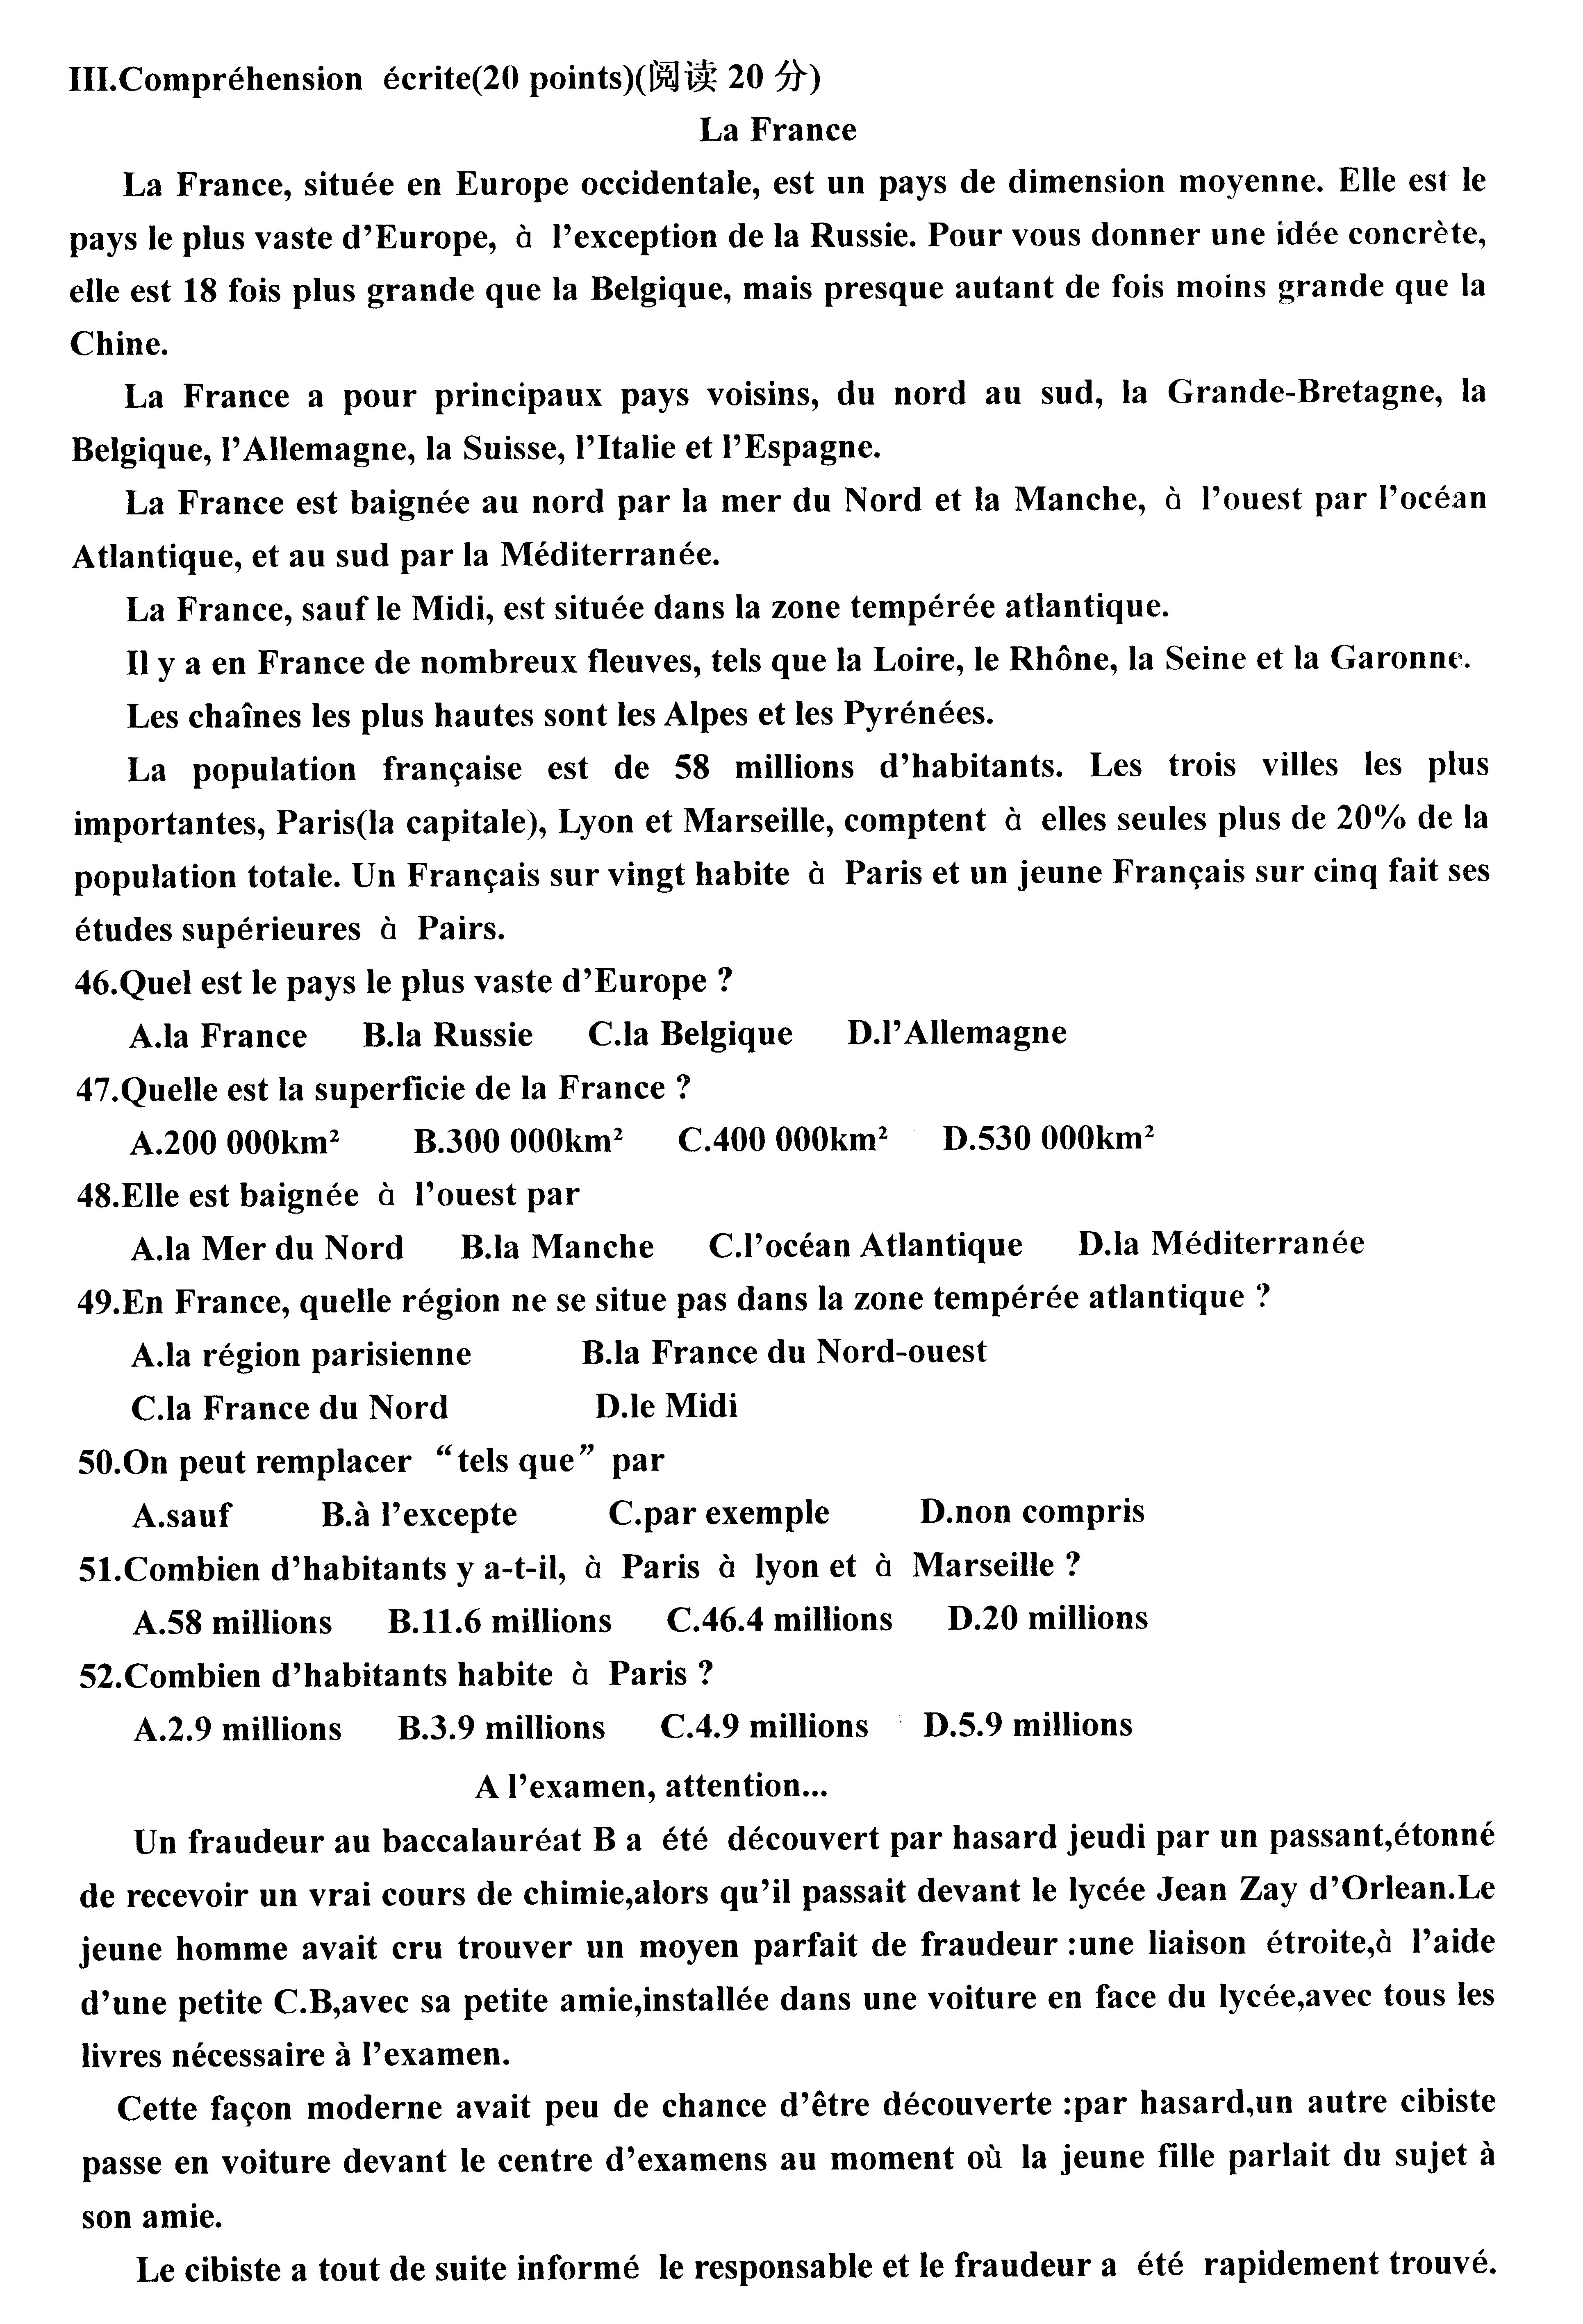 III.Compréhension écrite(20 points)(阅读 20 分)
La France
La France, située en Europe occidentale, est un pays de dimension moyenne. Elle est le
pays le plus vaste d’Europe, à l’exception de la Russie. Pour vous donner une idée concrète,
elle est 18 fois plus grande que la Belgique, mais presque autant de fois moins grande que la
Chine.
La France a pour principaux pays voisins, du nord au sud, la Grande-Bretagne, la
Belgique, l’Allemagne, la Suisse, l’Italie et l’Espagne.
La France est baignée au nord par la mer du Nord et la Manche, à l’ouest par l’océan
Atlantique, et au sud par la Méditerranée.
La France, sauf le Midi, est située dans la zone tempérée atlantique.
Il y a en France de nombreux fleuves, tels que la Loire, le Rhône, la Seine et la Garonne.
Les chaînes les plus hautes sont les Alpes et les Pyrénées.
La population française est de 58 millions d’habitants. Les trois villes les plus
importantes, Paris(la capitale), Lyon et Marseille, comptent à elles seules plus de 20% de la
population totale. Un Français sur vingt habite à Paris et un jeune Français sur cinq fait ses
études supérieures à Pairs.
46.Quel est le pays le plus vaste d’Europe ?
A.la France B.la Russie C.la Belgique D.l’Allemagne
47.Quelle est la superficie de la France ?
A.200 000km² B.300 000km² C.400 000km² D.530 000km²
48.Elle est baignée à l’ouest par
A.la Mer du Nord B.la Manche C.l’océan Atlantique D.la Méditerranée
49.En France, quelle région ne se situe pas dans la zone tempérée atlantique ?
A.la région parisienne B.la France du Nord-ouest
C.la France du Nord D.le Midi
50.On peut remplacer “tels que” par
A.sauf B.à l’excepte C.par exemple D.non compris
51.Combien d’habitants y a-t-il, à Paris à lyon et à Marseille ?
A.58 millions B.11.6 millions C.46.4 millions D.20 millions
52.Combien d’habitants habite à Paris ?
A.2.9 millions B.3.9 millions C.4.9 millions D.5.9 millions
A l’examen, attention...
Un fraudeur au baccalauréat B a été découvert par hasard jeudi par un passant,étonné
de recevoir un vrai cours de chimie,alors qu’il passait devant le lycée Jean Zay d’Orlean.Le
jeune homme avait cru trouver un moyen parfait de fraudeur :une liaison étroite,à l’aide
d’une petite C.B,avec sa petite amie,installée dans une voiture en face du lycée,avec tous les
livres nécessaire à l’examen.
Cette façon moderne avait peu de chance d’être découverte :par hasard,un autre cibiste
passe en voiture devant le centre d’examens au moment où la jeune fille parlait du sujet à
son amie.
Le cibiste a tout de suite informé le responsable et le fraudeur a été rapidement trouvé.